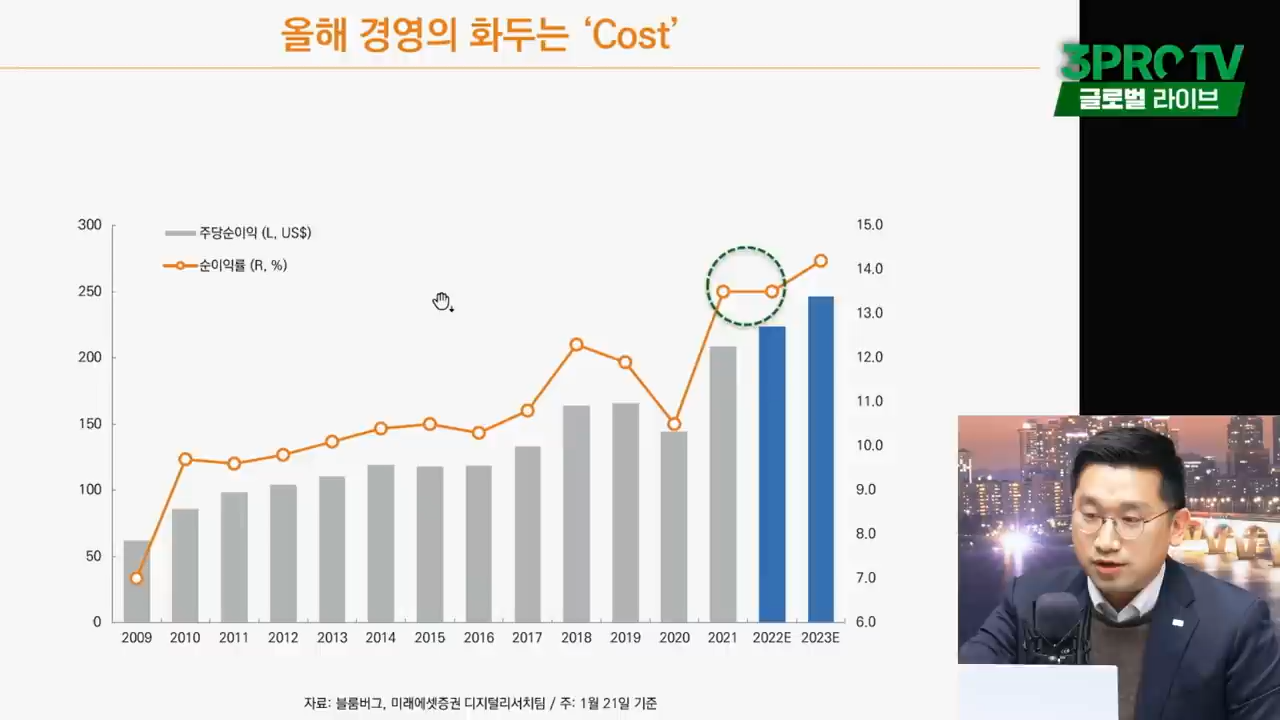 올해 경영의 화두는 ‘Cost’
3PRO TV
글로벌 라이브
300
250
200
150
100
50
0
주당순이익 (L, US$)
순이익률 (R, %)
15.0
14.0
13.0
12.0
11.0
10.0
9.0
8.0
7.0
6.0
2009 2010 2011 2012 2013 2014 2015 2016 2017 2018 2019 2020 2021 2022E 2023E
자료: 블룸버그, 미래에셋증권 디지털리서치팀 / 주: 1월 21일 기준